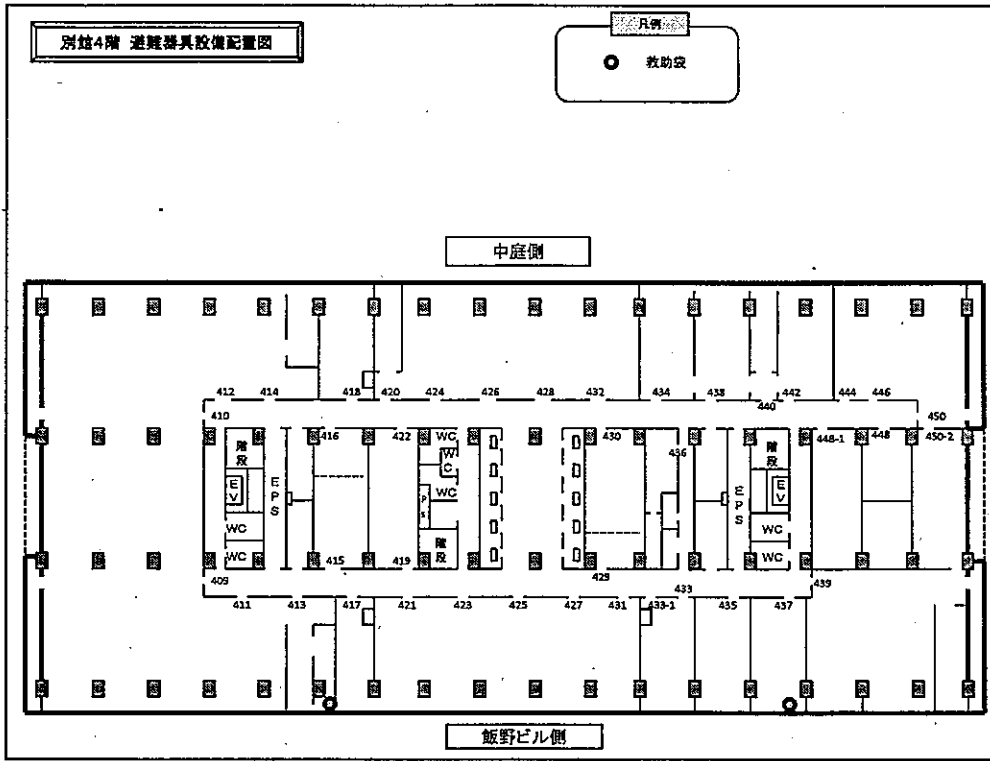 別館4階 避難器具設備配置図
凡例
救助袋
中庭側
412 414 418 420 424 426 428 432 434 438 440 442 444 446
410 416 422 430 436 448-1 448 450 450-2
階段 WC WC 階段
EV EPS WC EPS EV
PS
WC WC
WC 階段 WC
409 415 419 429 433 439
411 413 417 421 423 425 427 431 433-1 435 437
飯野ビル側